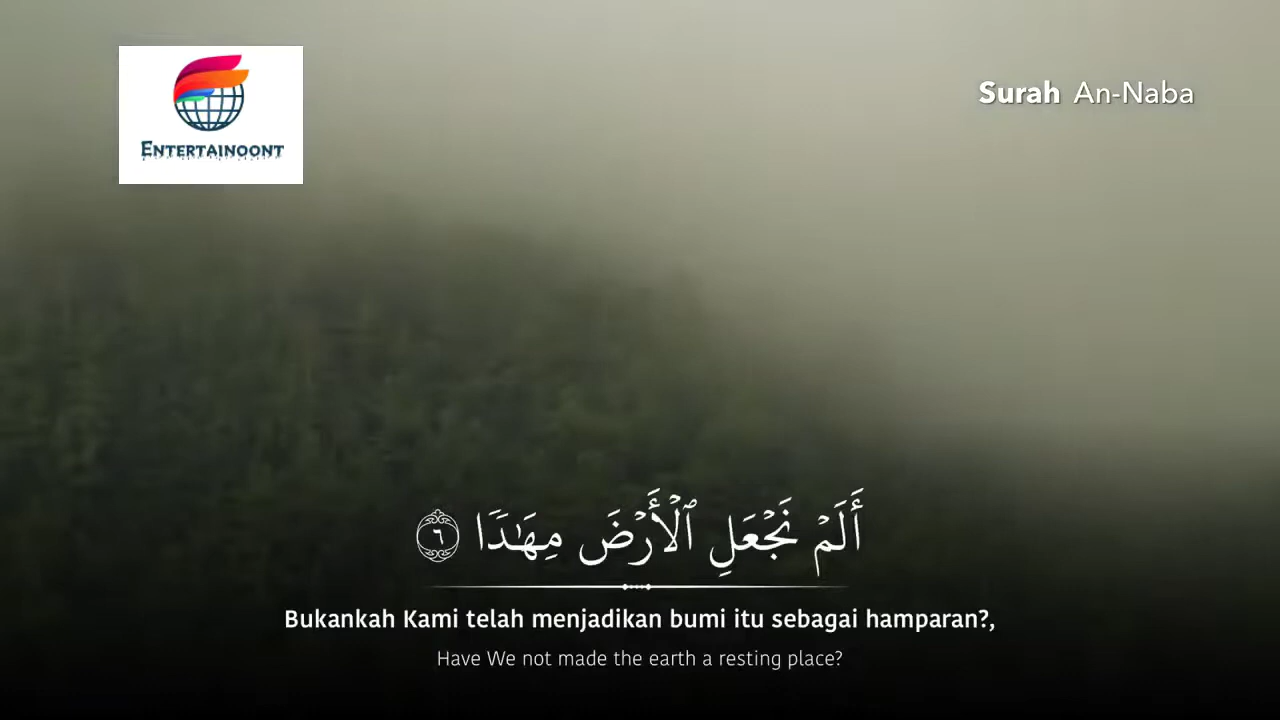 ENTERTAINOONT
Surah An-Naba
أَلَمْ نَجْعَلِ ٱلْأَرْضَ مِهَٰدًا ٦
Bukankah Kami telah menjadikan bumi itu sebagai hamparan?,
Have We not made the earth a resting place?